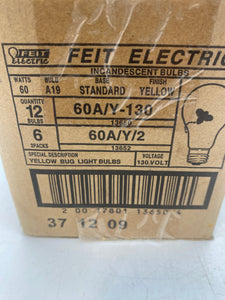 FEIT
electric
FEIT ELECTRIC
INCANDESCENT BULBS
WATTS BULB BASE FINISH
60 A19 STANDARD YELLOW
QUANTITY
12
BULBS
60A/Y-130
6
2PACKS
60A/Y/2
13652
SPECIAL DESCRIPTION
YELLOW BUG LIGHT BULBS
VOLTAGE
130.VOLT
37 12 09